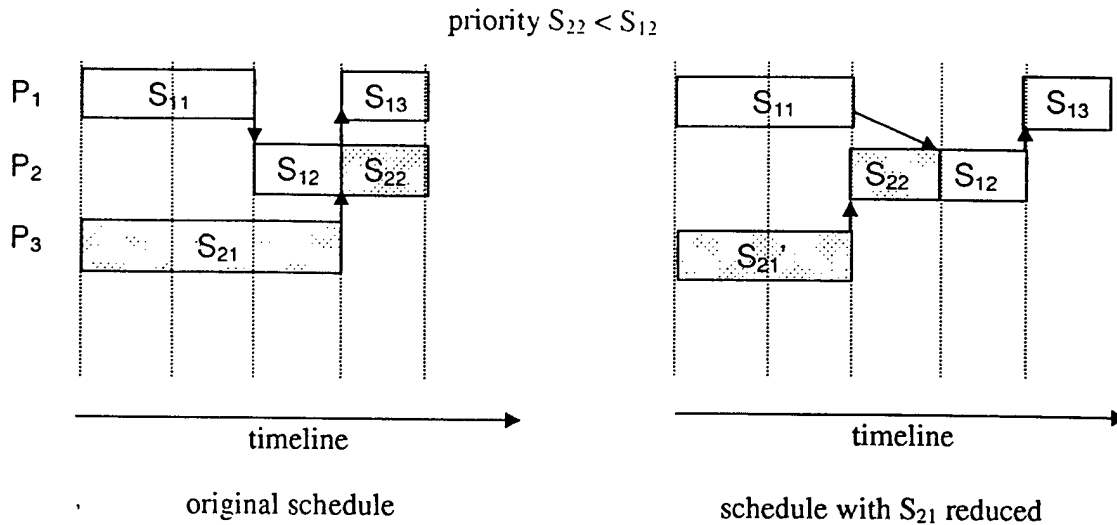 priority S₂₂ < S₁₂
P₁ S₁₁ S₁₃ S₁₁ S₁₃
P₂ S₁₂ S₂₂ S₂₂ S₁₂
P₃ S₂₁ S₂₁'
timeline timeline
original schedule schedule with S₂₁ reduced